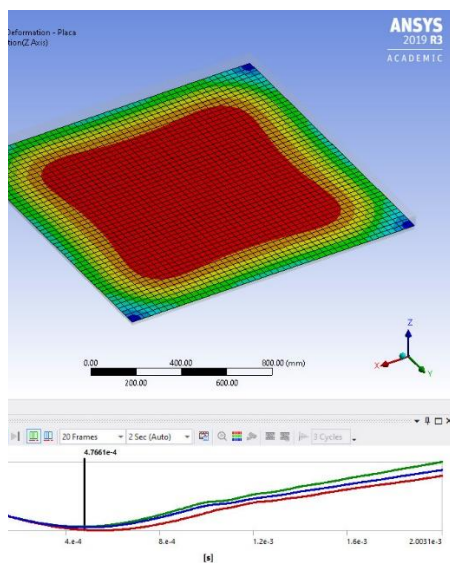 Deformation - Placa
tion(Z Axis)
ANSYS
2019 R3
ACADEMIC
0.00 400.00 800.00 (mm)
200.00 600.00
Z
X
Y
20 Frames 2 Sec (Auto) 3 Cycles
4.7661e-4
4.e-4 8.e-4 1.2e-3 1.6e-3 2.0031e-3
[s]